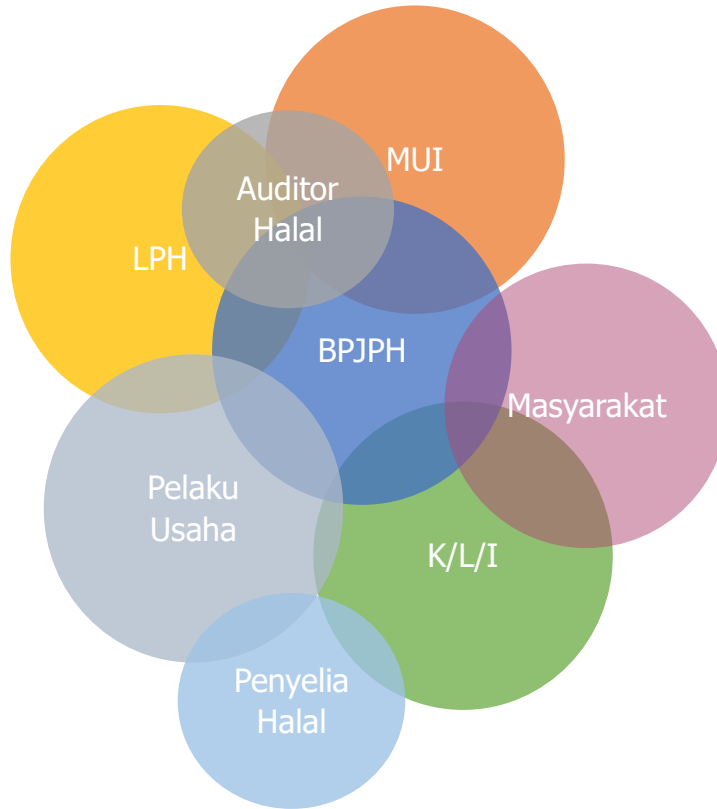 MUI
Auditor
Halal
LPH
BPJPH
Masyarakat
Pelaku
Usaha
K/L/I
Penyelia
Halal